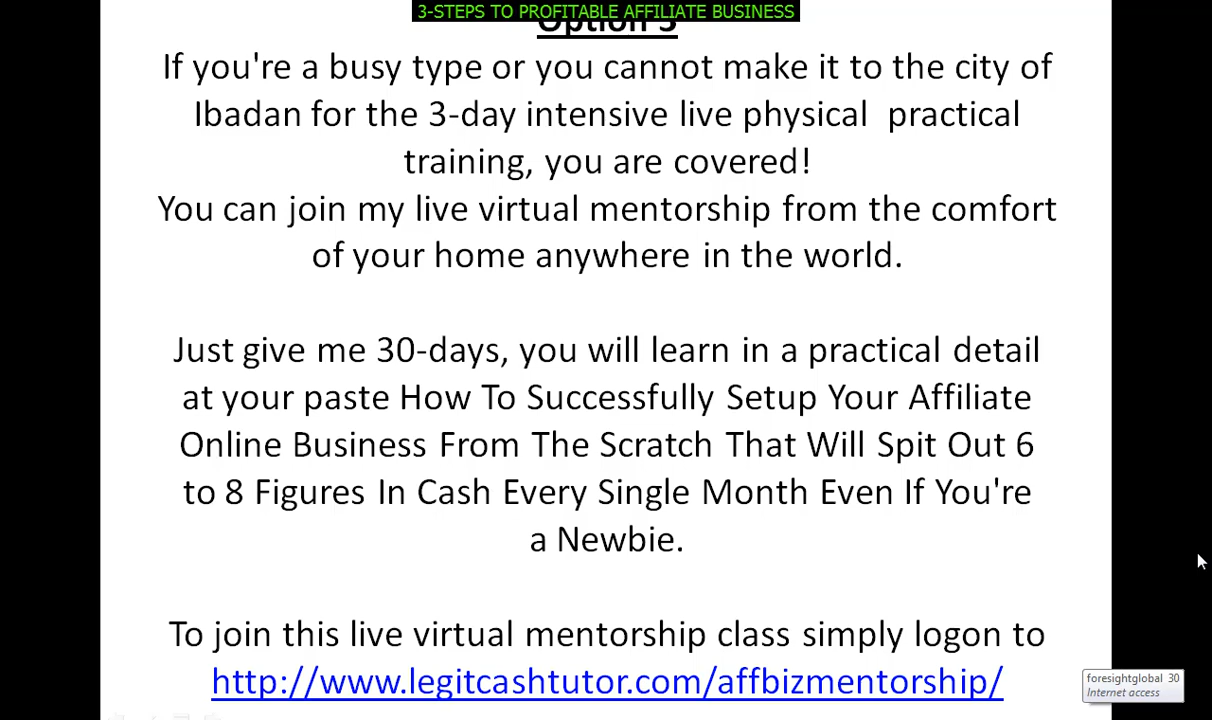 3-STEPS TO PROFITABLE AFFILIATE BUSINESS
Option 3
If you're a busy type or you cannot make it to the city of
Ibadan for the 3-day intensive live physical practical
training, you are covered!
You can join my live virtual mentorship from the comfort
of your home anywhere in the world.
Just give me 30-days, you will learn in a practical detail
at your paste How To Successfully Setup Your Affiliate
Online Business From The Scratch That Will Spit Out 6
to 8 Figures In Cash Every Single Month Even If You're
a Newbie.
To join this live virtual mentorship class simply logon to
http://www.legitcashtutor.com/affbizmentorship/
foresightglobal 30
Internet access